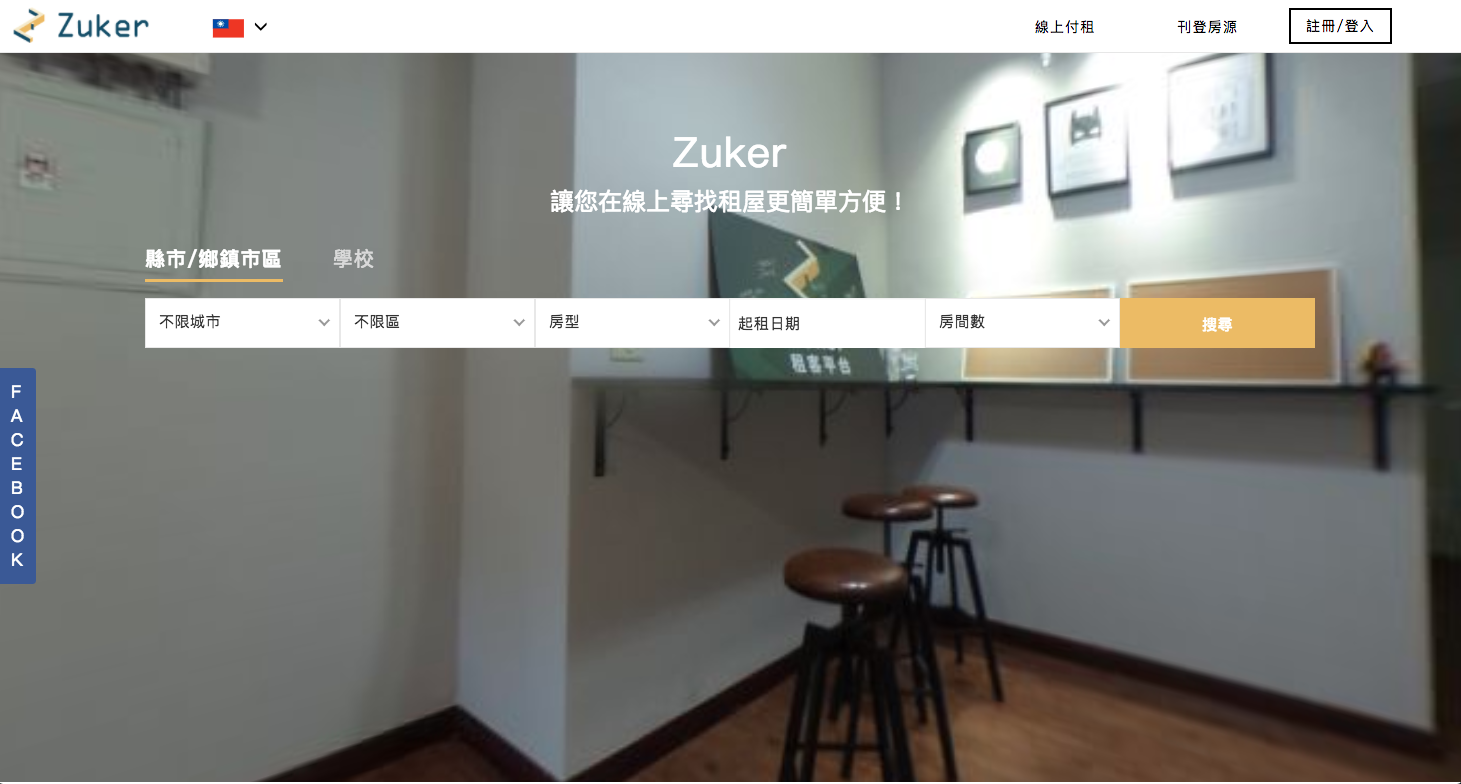 Zuker
線上付租
刊登房源
註冊/登入
Zuker
讓您在線上尋找租屋更簡單方便！
縣市/鄉鎮市區
學校
不限城市
不限區
房型
起租日期
房間數
搜尋
租客平台
FACEBOOK